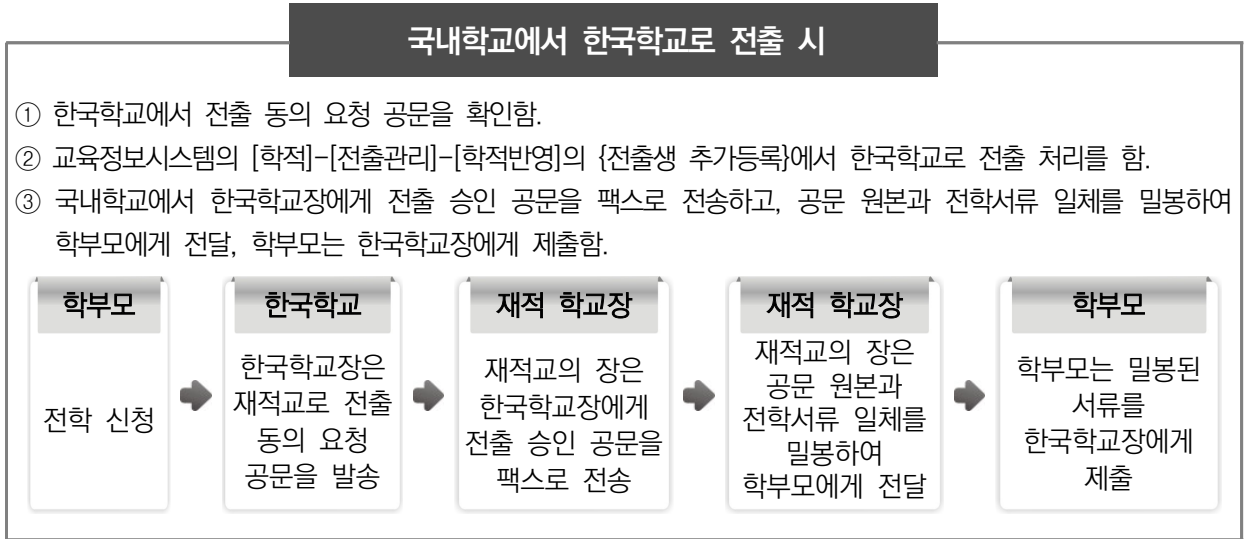 국내학교에서 한국학교로 전출 시
① 한국학교에서 전출 동의 요청 공문을 확인함.
② 교육정보시스템의 [학적]-[전출관리]-[학적반영]의 {전출생 추가등록}에서 한국학교로 전출 처리를 함.
③ 국내학교에서 한국학교장에게 전출 승인 공문을 팩스로 전송하고, 공문 원본과 전학서류 일체를 밀봉하여
학부모에게 전달, 학부모는 한국학교장에게 제출함.
학부모
전학 신청
한국학교
한국학교장은
재적교로 전출
동의 요청
공문을 발송
재적 학교장
재적교의 장은
한국학교장에게
전출 승인 공문을
팩스로 전송
재적 학교장
재적교의 장은
공문 원본과
전학서류 일체를
밀봉하여
학부모에게 전달
학부모
학부모는 밀봉된
서류를
한국학교장에게
제출